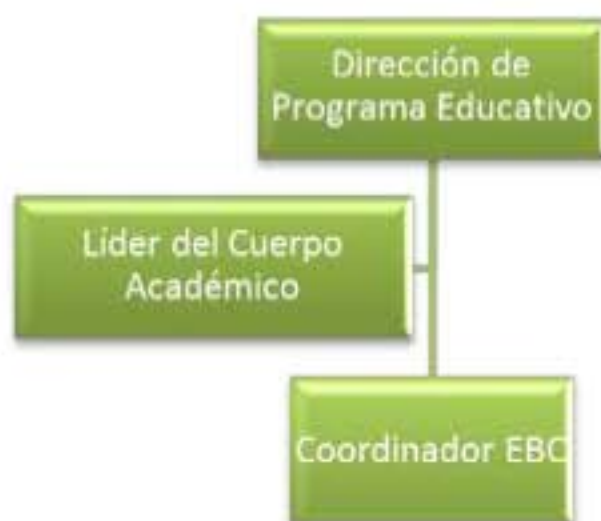 Dirección de
Programa Educativo
Líder del Cuerpo
Académico
Coordinador EBC